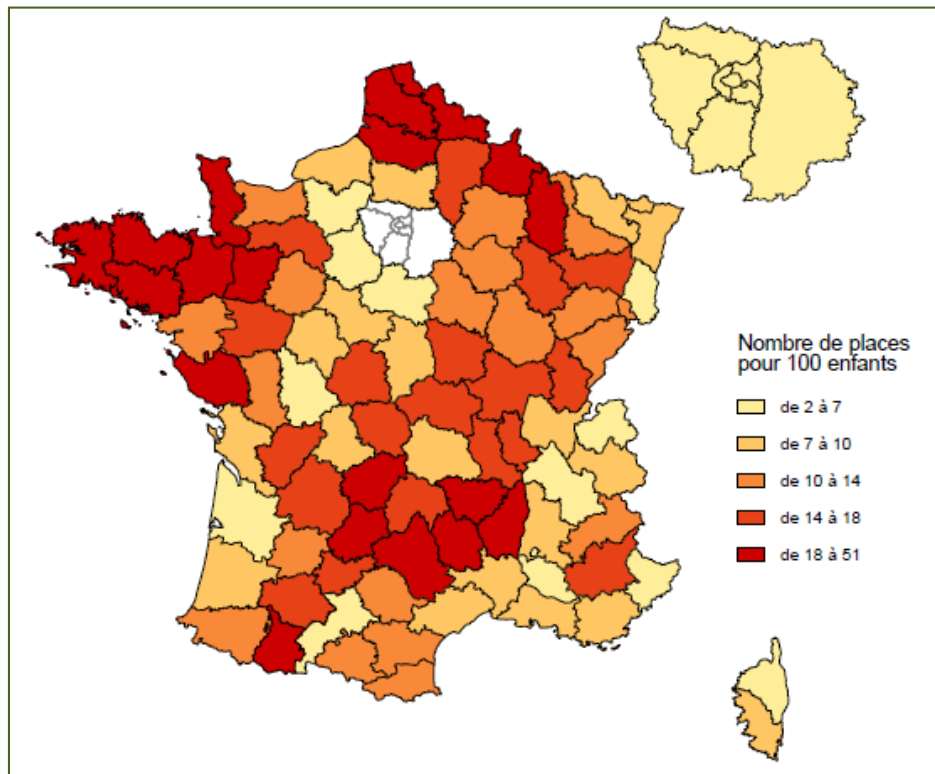 Nombre de places
pour 100 enfants
de 2 à 7
de 7 à 10
de 10 à 14
de 14 à 18
de 18 à 51